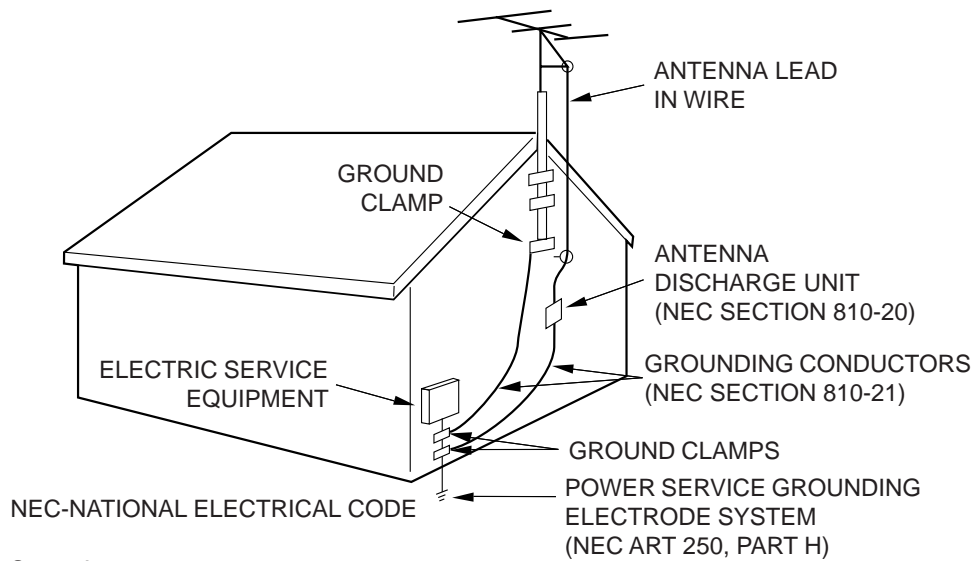 ANTENNA LEAD
IN WIRE
GROUND
CLAMP
ANTENNA
DISCHARGE UNIT
(NEC SECTION 810-20)
ELECTRIC SERVICE
EQUIPMENT
GROUNDING CONDUCTORS
(NEC SECTION 810-21)
GROUND CLAMPS
POWER SERVICE GROUNDING
ELECTRODE SYSTEM
(NEC ART 250, PART H)
NEC-NATIONAL ELECTRICAL CODE